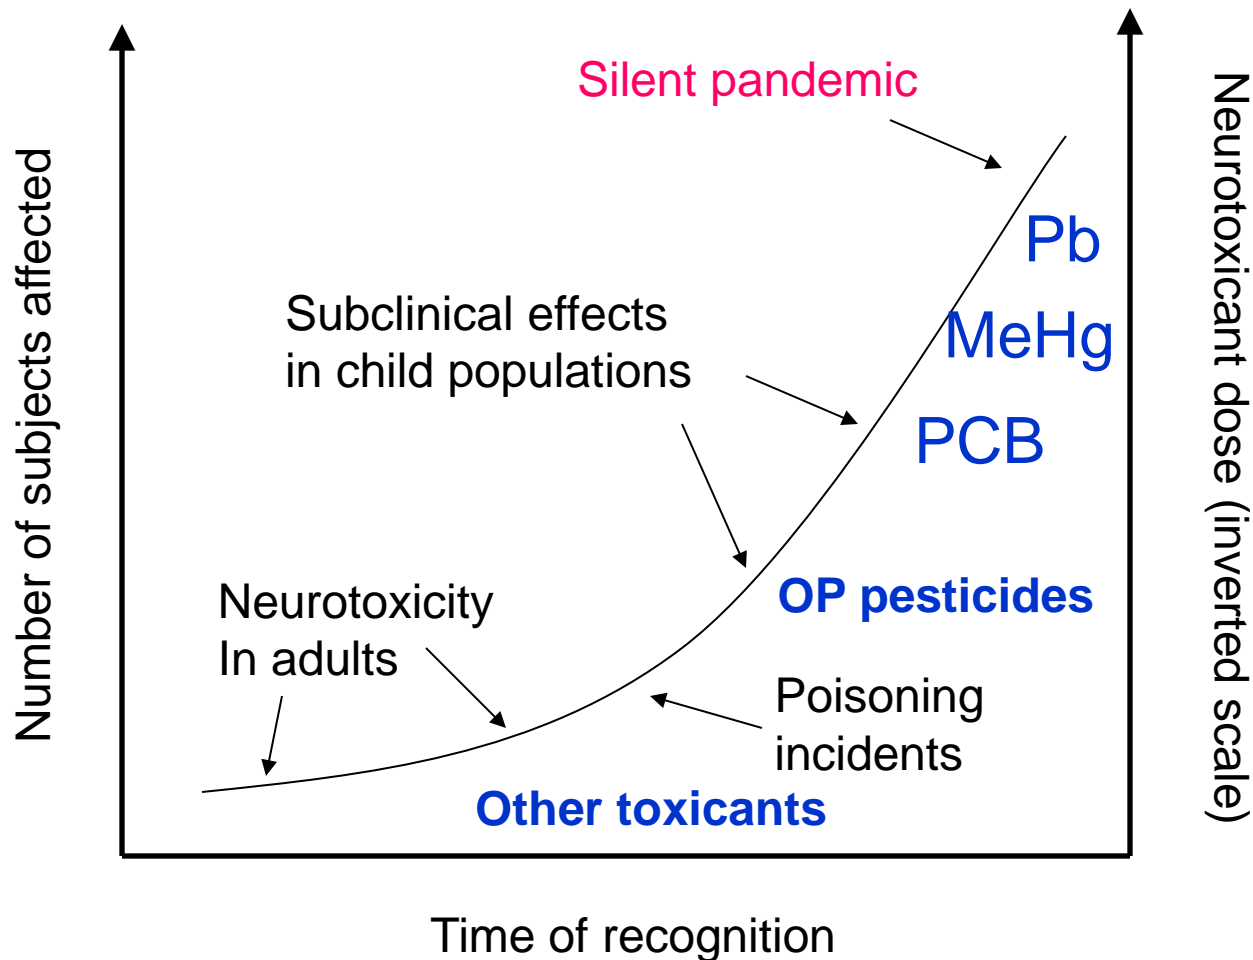 Silent pandemic
Number of subjects affected
Neurotoxicant dose (inverted scale)
Pb
Subclinical effects
in child populations
MeHg
PCB
Neurotoxicity
In adults
OP pesticides
Poisoning
incidents
Other toxicants
Time of recognition